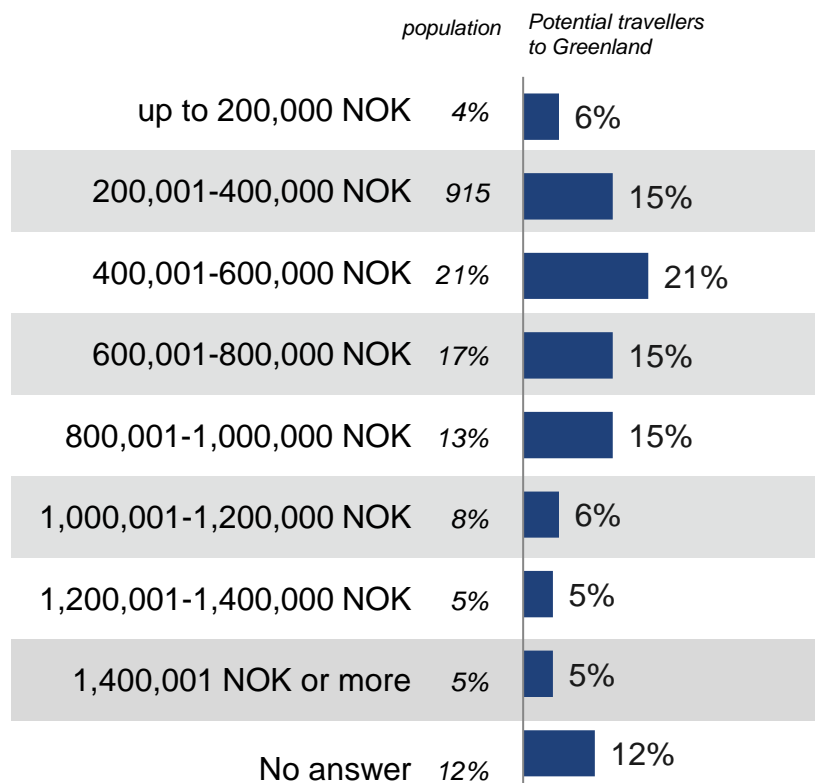 population
Potential travellers
to Greenland
up to 200,000 NOK 4% 6%
200,001-400,000 NOK 915 15%
400,001-600,000 NOK 21% 21%
600,001-800,000 NOK 17% 15%
800,001-1,000,000 NOK 13% 15%
1,000,001-1,200,000 NOK 8% 6%
1,200,001-1,400,000 NOK 5% 5%
1,400,001 NOK or more 5% 5%
No answer 12% 12%